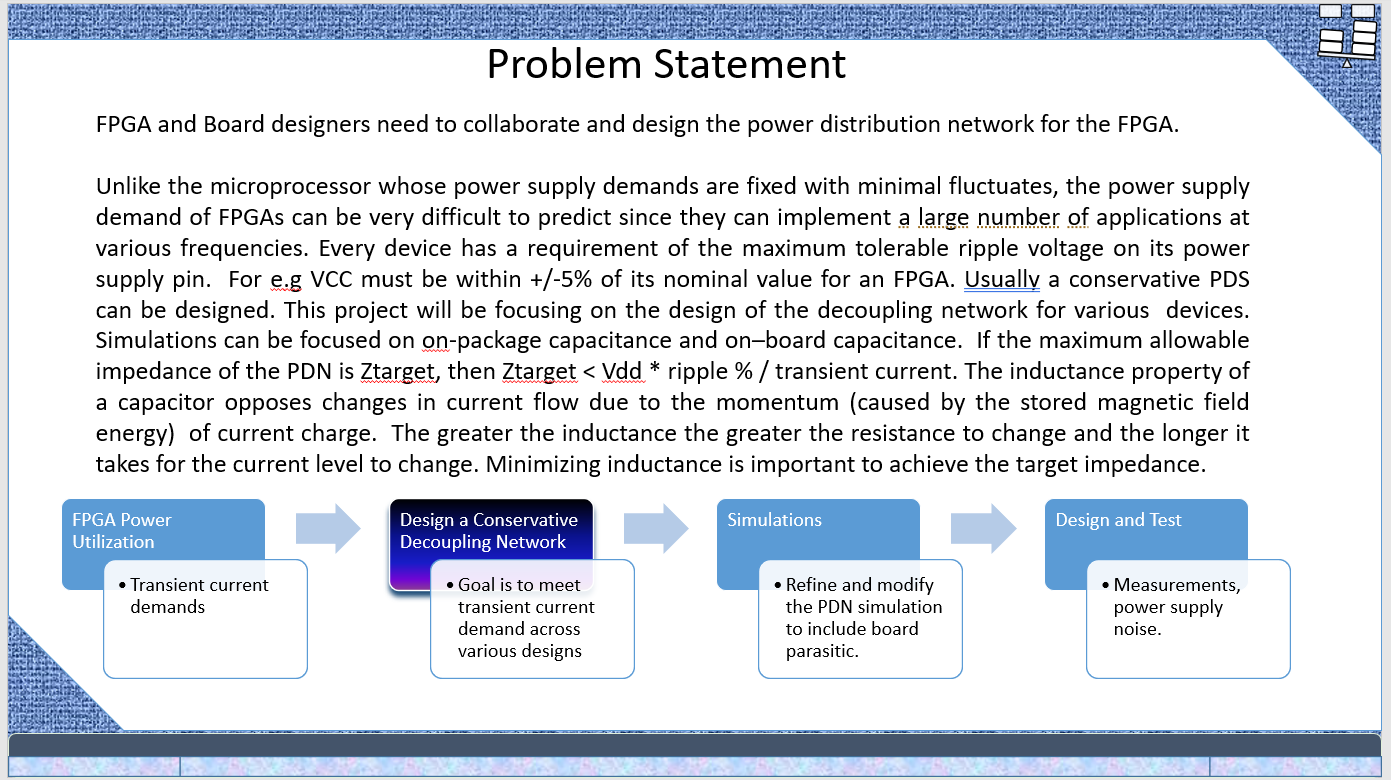 Problem Statement
FPGA and Board designers need to collaborate and design the power distribution network for the FPGA.
Unlike the microprocessor whose power supply demands are fixed with minimal fluctuates, the power supply
demand of FPGAs can be very difficult to predict since they can implement a large number of applications at
various frequencies. Every device has a requirement of the maximum tolerable ripple voltage on its power
supply pin.  For e.g VCC must be within +/-5% of its nominal value for an FPGA. Usually a conservative PDS
can be designed. This project will be focusing on the design of the decoupling network for various  devices.
Simulations can be focused on on-package capacitance and on–board capacitance.  If the maximum allowable
impedance of the PDN is Ztarget, then Ztarget < Vdd * ripple % / transient current. The inductance property of
a capacitor opposes changes in current flow due to the momentum (caused by the stored magnetic field
energy)  of current charge.  The greater the inductance the greater the resistance to change and the longer it
takes for the current level to change. Minimizing inductance is important to achieve the target impedance.
FPGA Power
Utilization
• Transient current
demands
Design a Conservative
Decoupling Network
• Goal is to meet
transient current
demand across
various designs
Simulations
• Refine and modify
the PDN simulation
to include board
parasitic.
Design and Test
• Measurements,
power supply
noise.